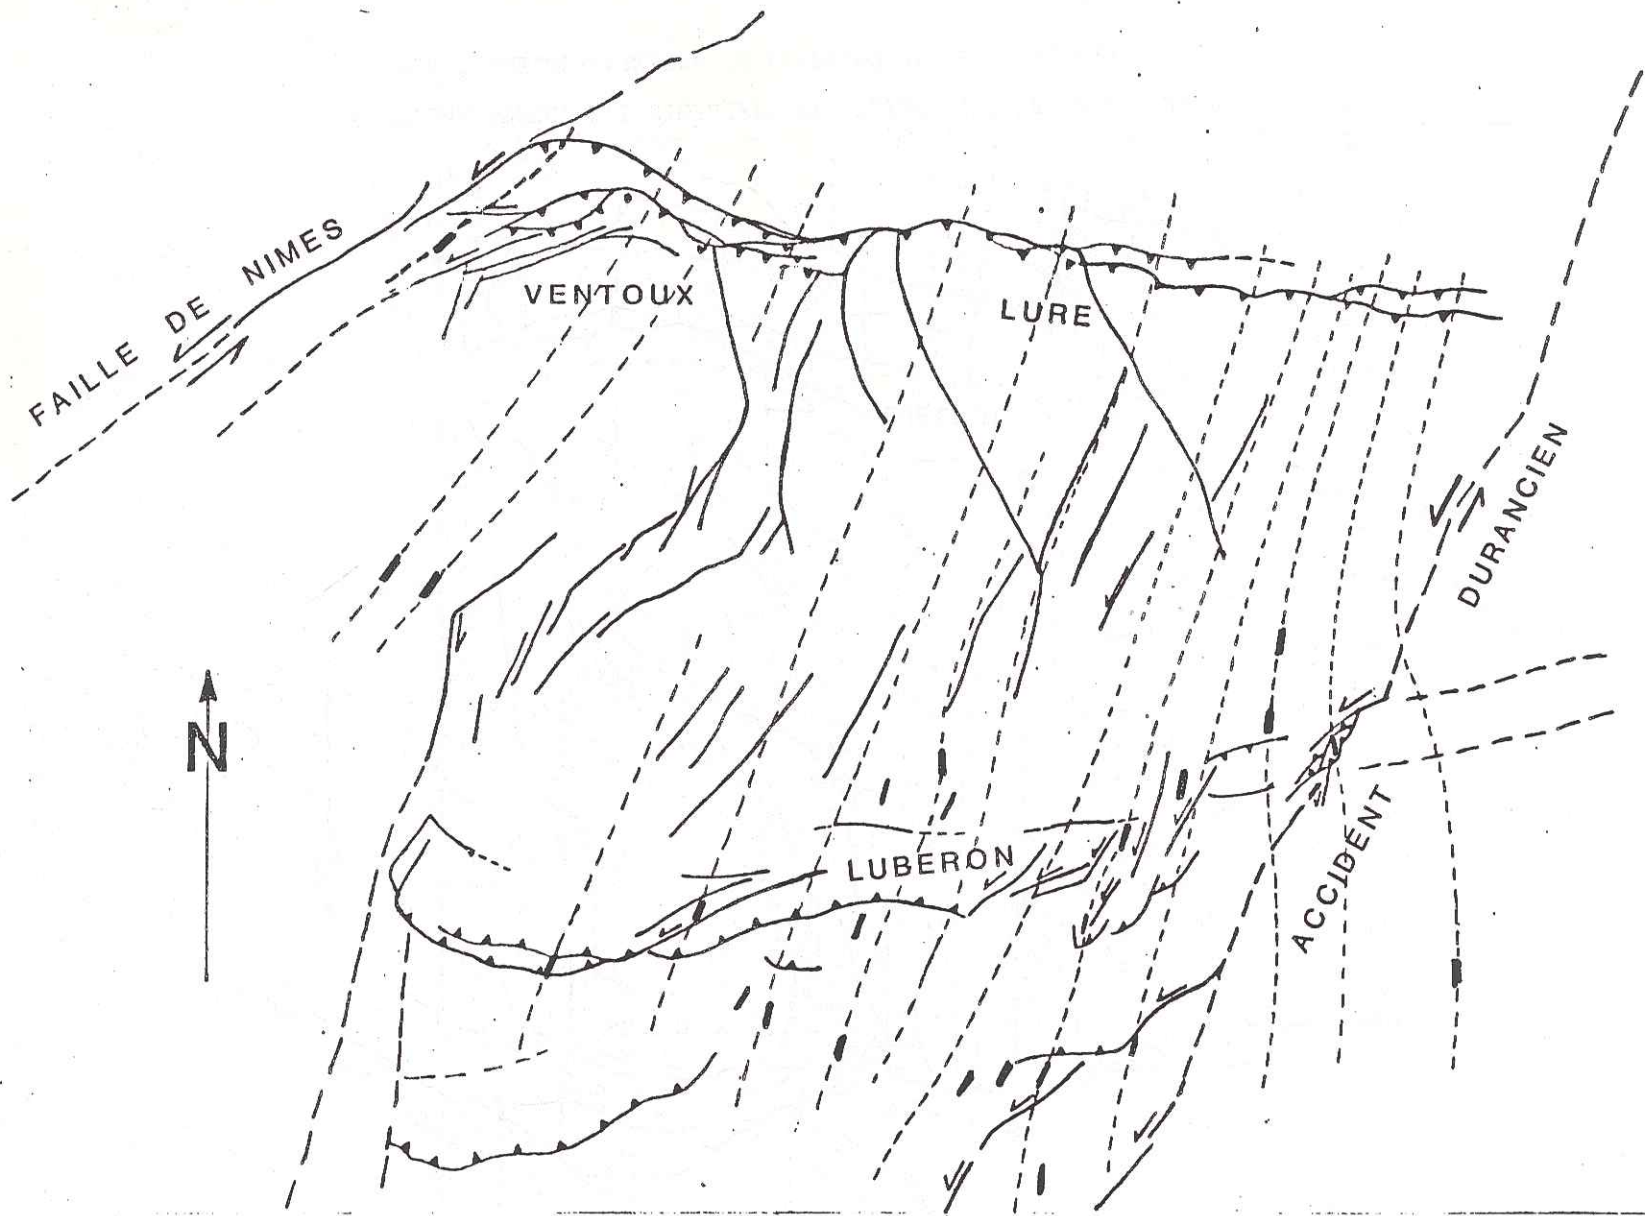 FAILLE DE NIMES
VENTOUX
LURE
DURANCIEN
N
LUBERON
ACCIDENT